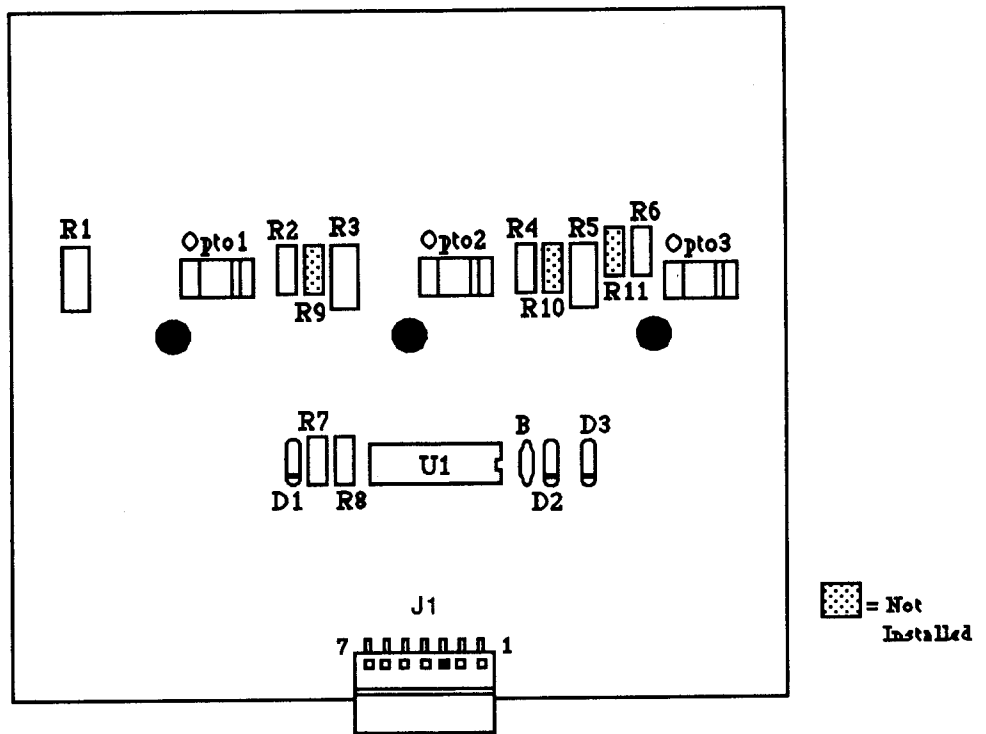 R1
Opto1
R2
R3
R9
Opto2
R4
R5
R10
R6
R11
Opto3
R7
D1
R8
U1
B
D2
D3
J1
7
1
= Not
Installed